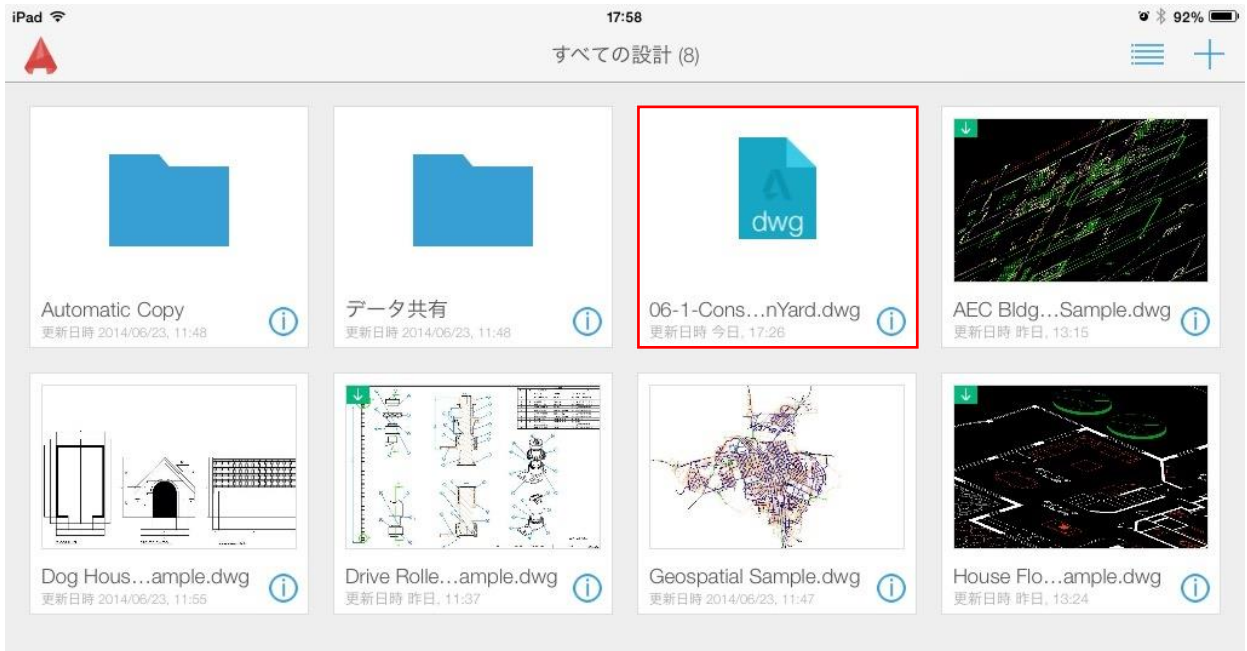 iPad 17:58 92%
すべての設計 (8)
dwg
Automatic Copy
更新日時 2014/06/23, 11:48
データ共有
更新日時 2014/06/23, 11:48
06-1-Cons...nYard.dwg
更新日時 今日, 17:26
AEC Bldg...Sample.dwg
更新日時 昨日, 13:15
Dog Hous...ample.dwg
更新日時 2014/06/23, 11:55
Drive Rolle...ample.dwg
更新日時 昨日, 11:37
Geospatial Sample.dwg
更新日時 2014/06/23, 11:47
House Flo...ample.dwg
更新日時 昨日, 13:24